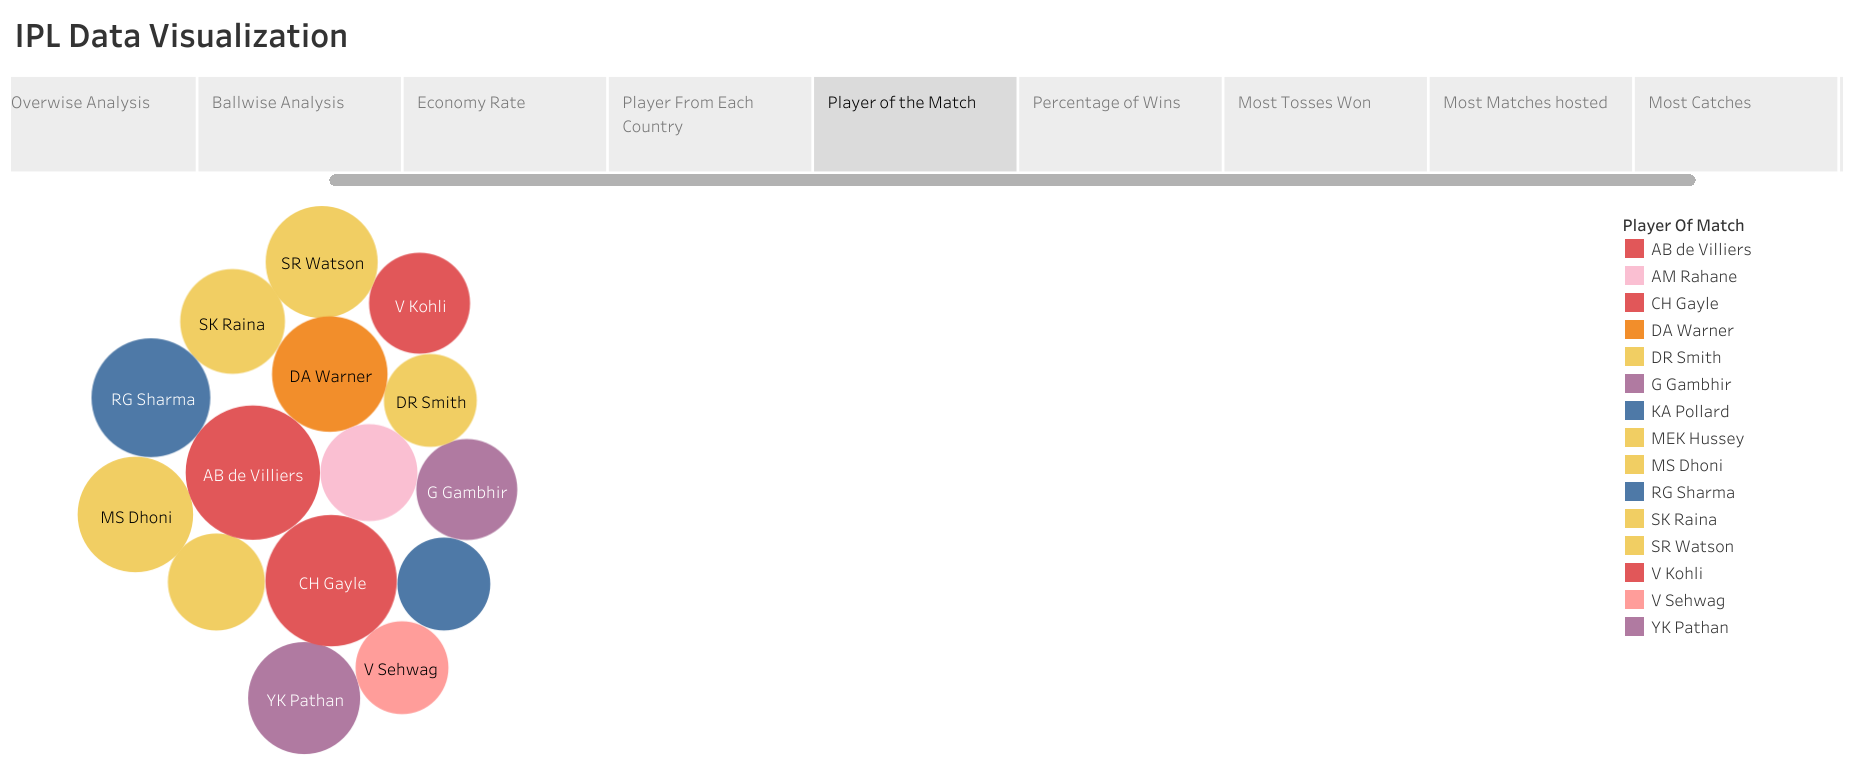 IPL Data Visualization
Overwise Analysis
Ballwise Analysis
Economy Rate
Player From Each
Country
Player of the Match
Percentage of Wins
Most Tosses Won
Most Matches hosted
Most Catches
SR Watson
V Kohli
SK Raina
DA Warner
RG Sharma
DR Smith
AB de Villiers
G Gambhir
MS Dhoni
CH Gayle
V Sehwag
YK Pathan
Player Of Match
AB de Villiers
AM Rahane
CH Gayle
DA Warner
DR Smith
G Gambhir
KA Pollard
MEK Hussey
MS Dhoni
RG Sharma
SK Raina
SR Watson
V Kohli
V Sehwag
YK Pathan